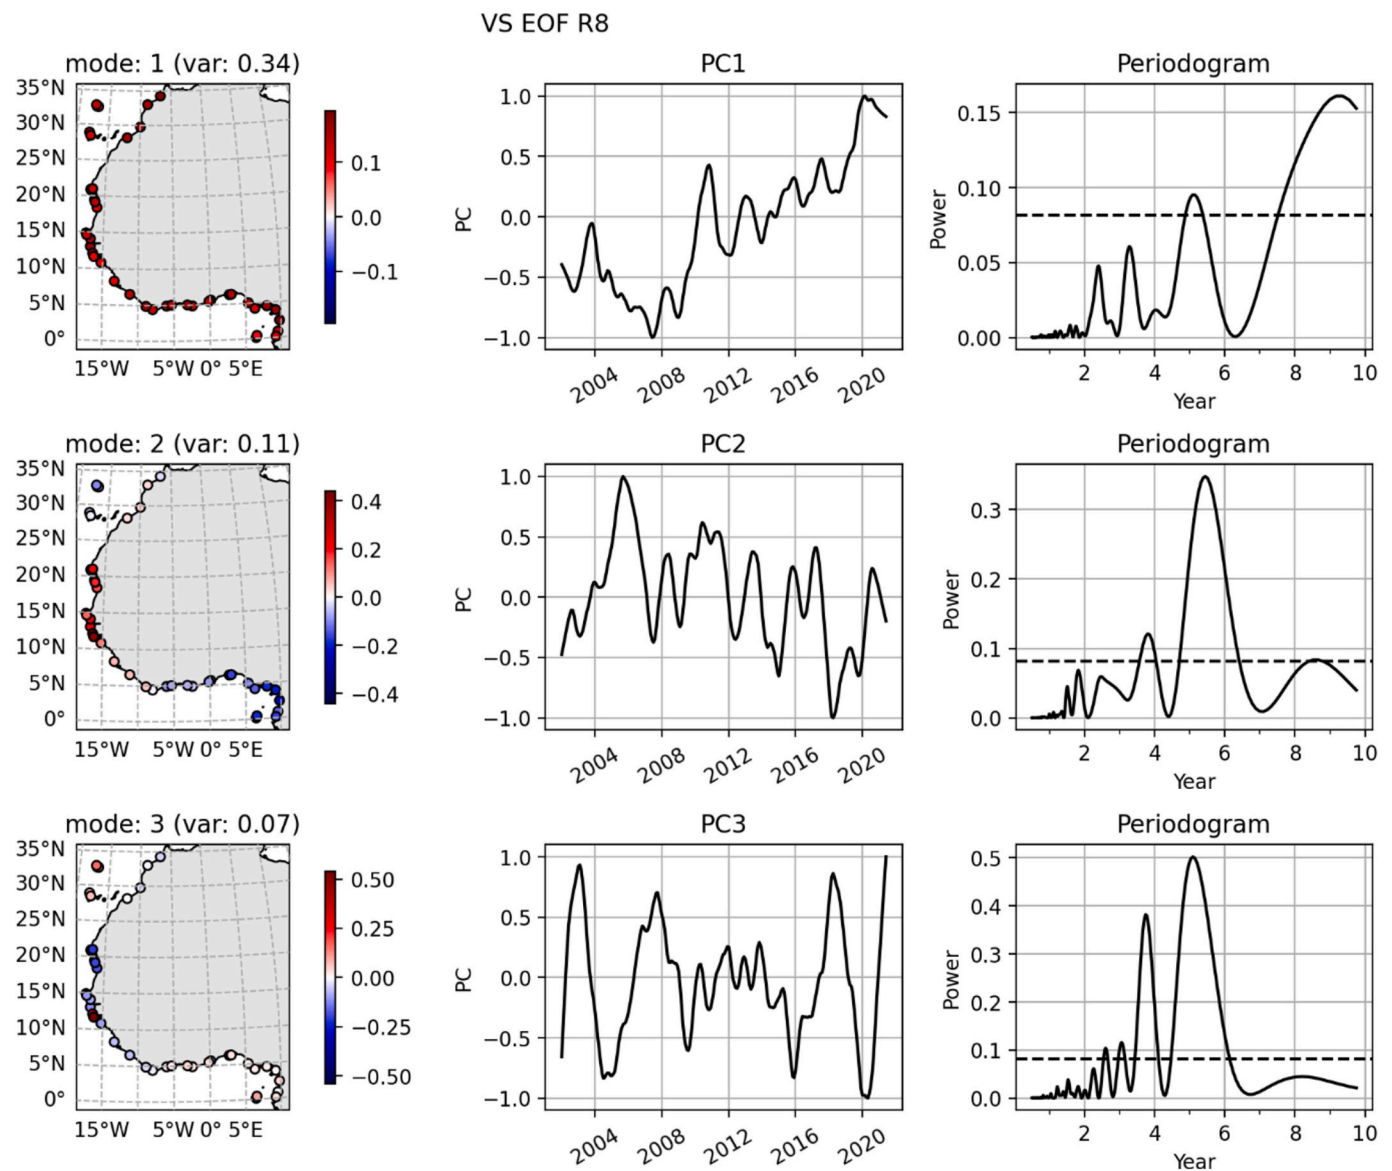 VS EOF R8
mode: 1 (var: 0.34)
35°N
30°N
25°N
20°N
15°N
10°N
5°N
0°
15°W 5°W 0° 5°E
0.1
0.0
−0.1
PC1
PC
1.0
0.5
0.0
−0.5
−1.0
2004 2008 2012 2016 2020
Periodogram
Power
0.15
0.10
0.05
0.00
2 4 6 8 10
Year
mode: 2 (var: 0.11)
35°N
30°N
25°N
20°N
15°N
10°N
5°N
0°
15°W 5°W 0° 5°E
0.4
0.2
0.0
−0.2
−0.4
PC2
PC
1.0
0.5
0.0
−0.5
−1.0
2004 2008 2012 2016 2020
Periodogram
Power
0.3
0.2
0.1
0.0
2 4 6 8 10
Year
mode: 3 (var: 0.07)
35°N
30°N
25°N
20°N
15°N
10°N
5°N
0°
15°W 5°W 0° 5°E
0.50
0.25
0.00
−0.25
−0.50
PC3
PC
1.0
0.5
0.0
−0.5
−1.0
2004 2008 2012 2016 2020
Periodogram
Power
0.5
0.4
0.3
0.2
0.1
0.0
2 4 6 8 10
Year